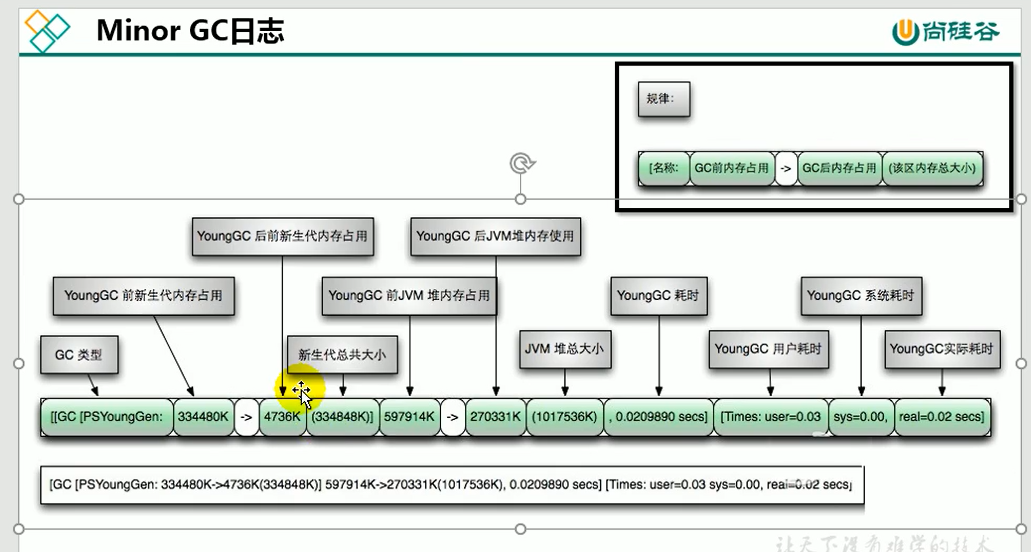 Minor GC日志
尚硅谷
规律：
[名称: GC前内存占用 -> GC后内存占用 (该区内存总大小)
YoungGC 后前新生代内存占用
YoungGC 后JVM堆内存使用
YoungGC 前新生代内存占用
YoungGC 前JVM 堆内存占用
YoungGC 耗时
YoungGC 系统耗时
GC 类型
新生代总共大小
JVM 堆总大小
YoungGC 用户耗时
YoungGC实际耗时
[[GC [PSYoungGen: 334480K -> 4736K (334848K)] 597914K -> 270331K (1017536K) , 0.0209890 secs] [Times: user=0.03 sys=0.00, real=0.02 secs]
[GC [PSYoungGen: 334480K->4736K(334848K)] 597914K->270331K(1017536K), 0.0209890 secs] [Times: user=0.03 sys=0.00, real=0.02 secs]
让天下没有难学的技术